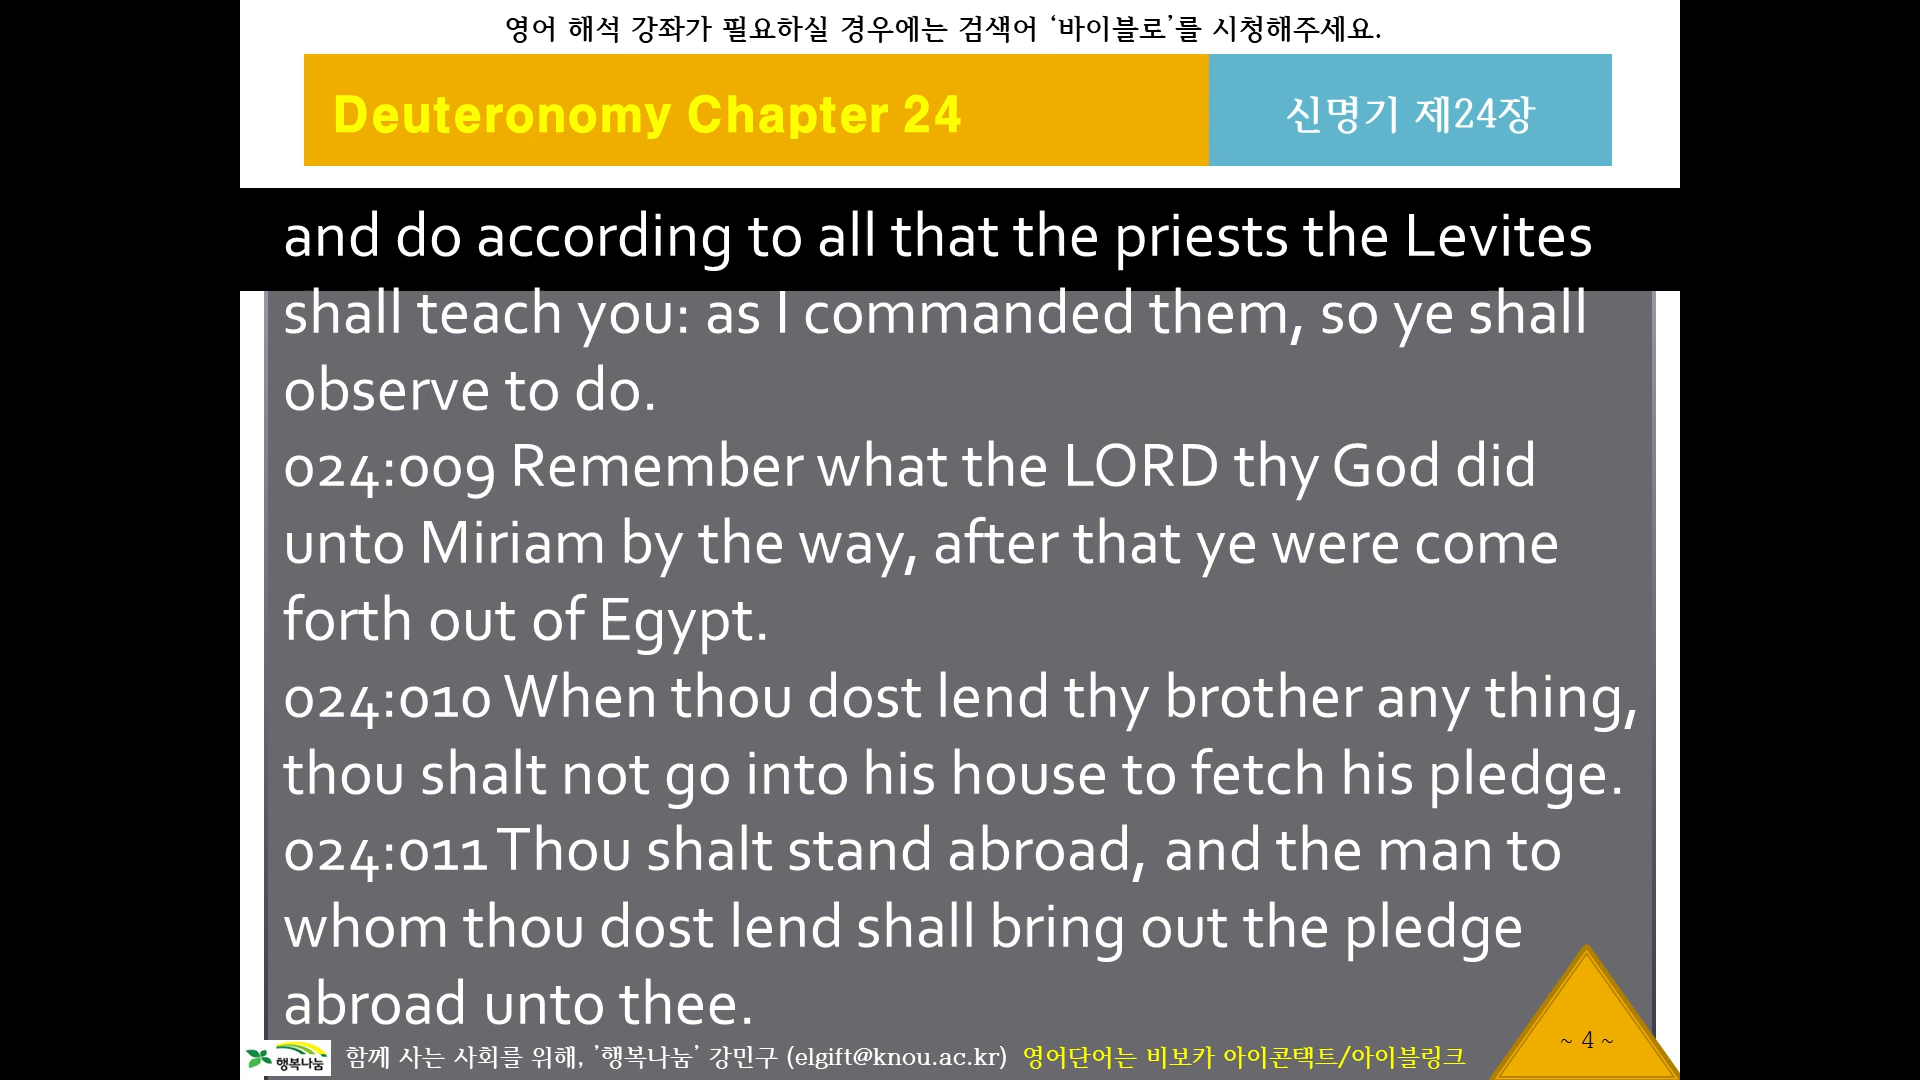 영어 해석 강좌가 필요하실 경우에는 검색어 ‘바이블로’를 시청해주세요.
Deuteronomy Chapter 24
신명기 제24장
and do according to all that the priests the Levites
shall teach you: as I commanded them, so ye shall
observe to do.
024:009 Remember what the LORD thy God did
unto Miriam by the way, after that ye were come
forth out of Egypt.
024:010 When thou dost lend thy brother any thing,
thou shalt not go into his house to fetch his pledge.
024:011 Thou shalt stand abroad, and the man to
whom thou dost lend shall bring out the pledge
abroad unto thee.
~ 4 ~
행복나눔
함께 사는 사회를 위해, ’행복나눔’ 강민구 (elgift@knou.ac.kr) 영어단어는 비보카 아이콘택트/아이블링크